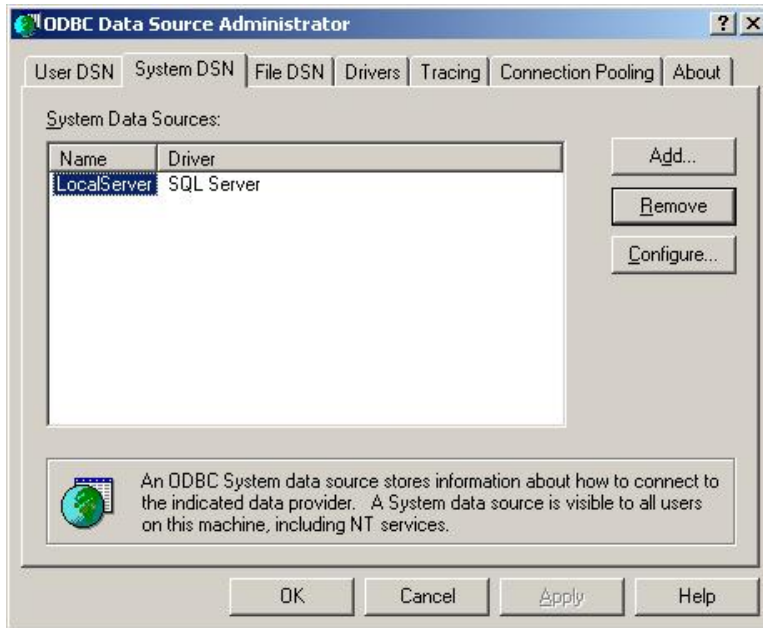 ODBC Data Source Administrator
User DSN System DSN File DSN Drivers Tracing Connection Pooling About
System Data Sources:
Name Driver
LocalServer SQL Server
Add...
Remove
Configure...
An ODBC System data source stores information about how to connect to
the indicated data provider. A System data source is visible to all users
on this machine, including NT services.
OK Cancel Apply Help